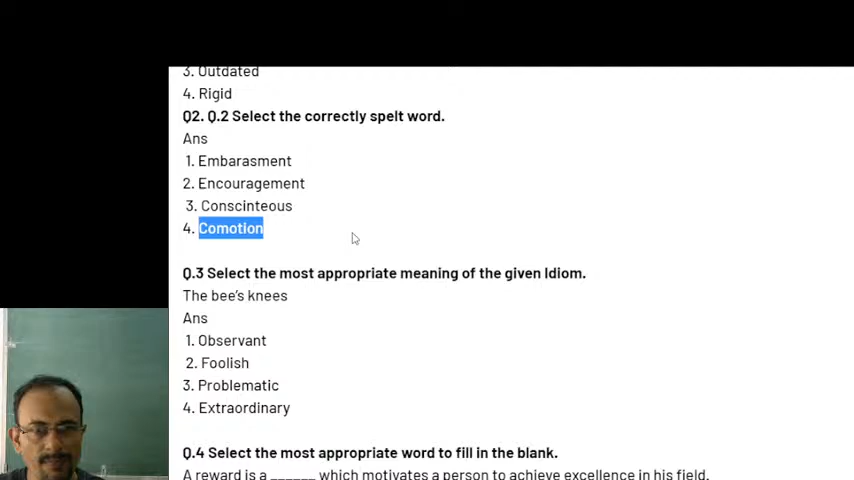 3. Outdated
4. Rigid
Q2. Q.2 Select the correctly spelt word.
Ans
1. Embarasment
2. Encouragement
3. Conscinteous
4. Comotion
Q.3 Select the most appropriate meaning of the given Idiom.
The bee's knees
Ans
1. Observant
2. Foolish
3. Problematic
4. Extraordinary
Q.4 Select the most appropriate word to fill in the blank.
A reward is a ______ which motivates a person to achieve excellence in his field.